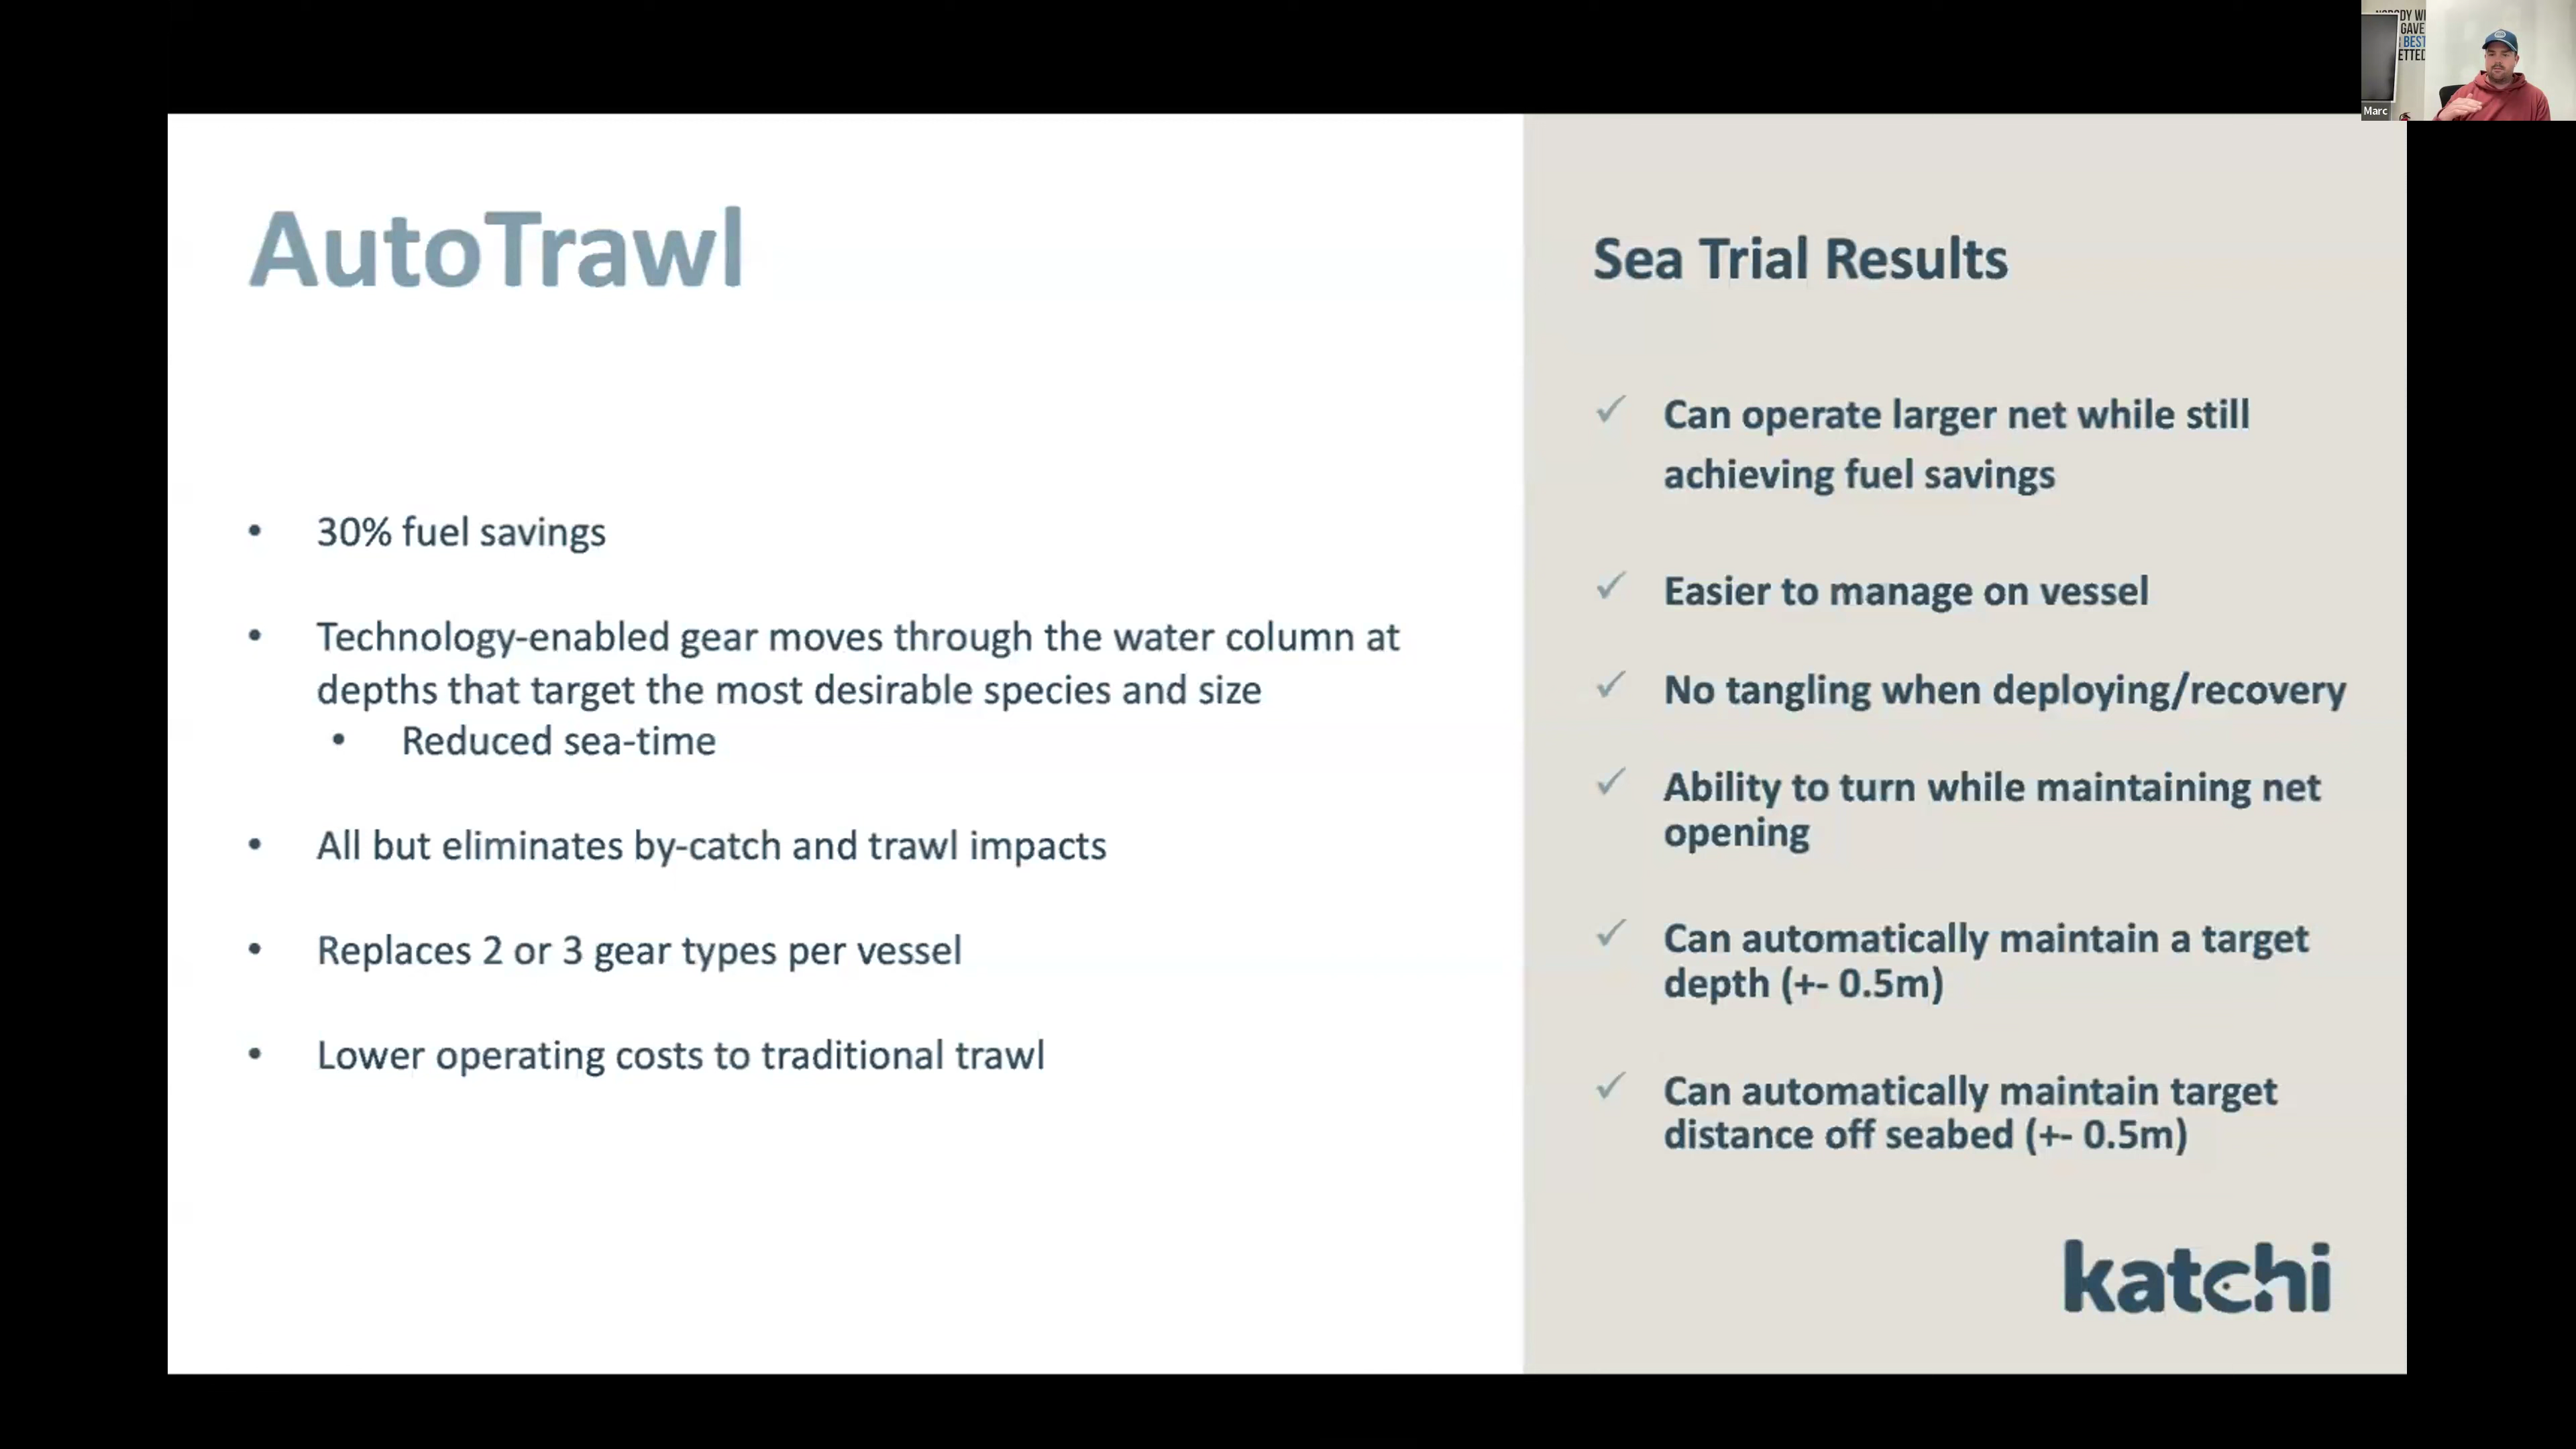 AutoTrawl
• 30% fuel savings
• Technology-enabled gear moves through the water column at
depths that target the most desirable species and size
• Reduced sea-time
• All but eliminates by-catch and trawl impacts
• Replaces 2 or 3 gear types per vessel
• Lower operating costs to traditional trawl
Sea Trial Results
✓ Can operate larger net while still
achieving fuel savings
✓ Easier to manage on vessel
✓ No tangling when deploying/recovery
✓ Ability to turn while maintaining net
opening
✓ Can automatically maintain a target
depth (+- 0.5m)
✓ Can automatically maintain target
distance off seabed (+- 0.5m)
katchi
GAVE
BEST
Marc